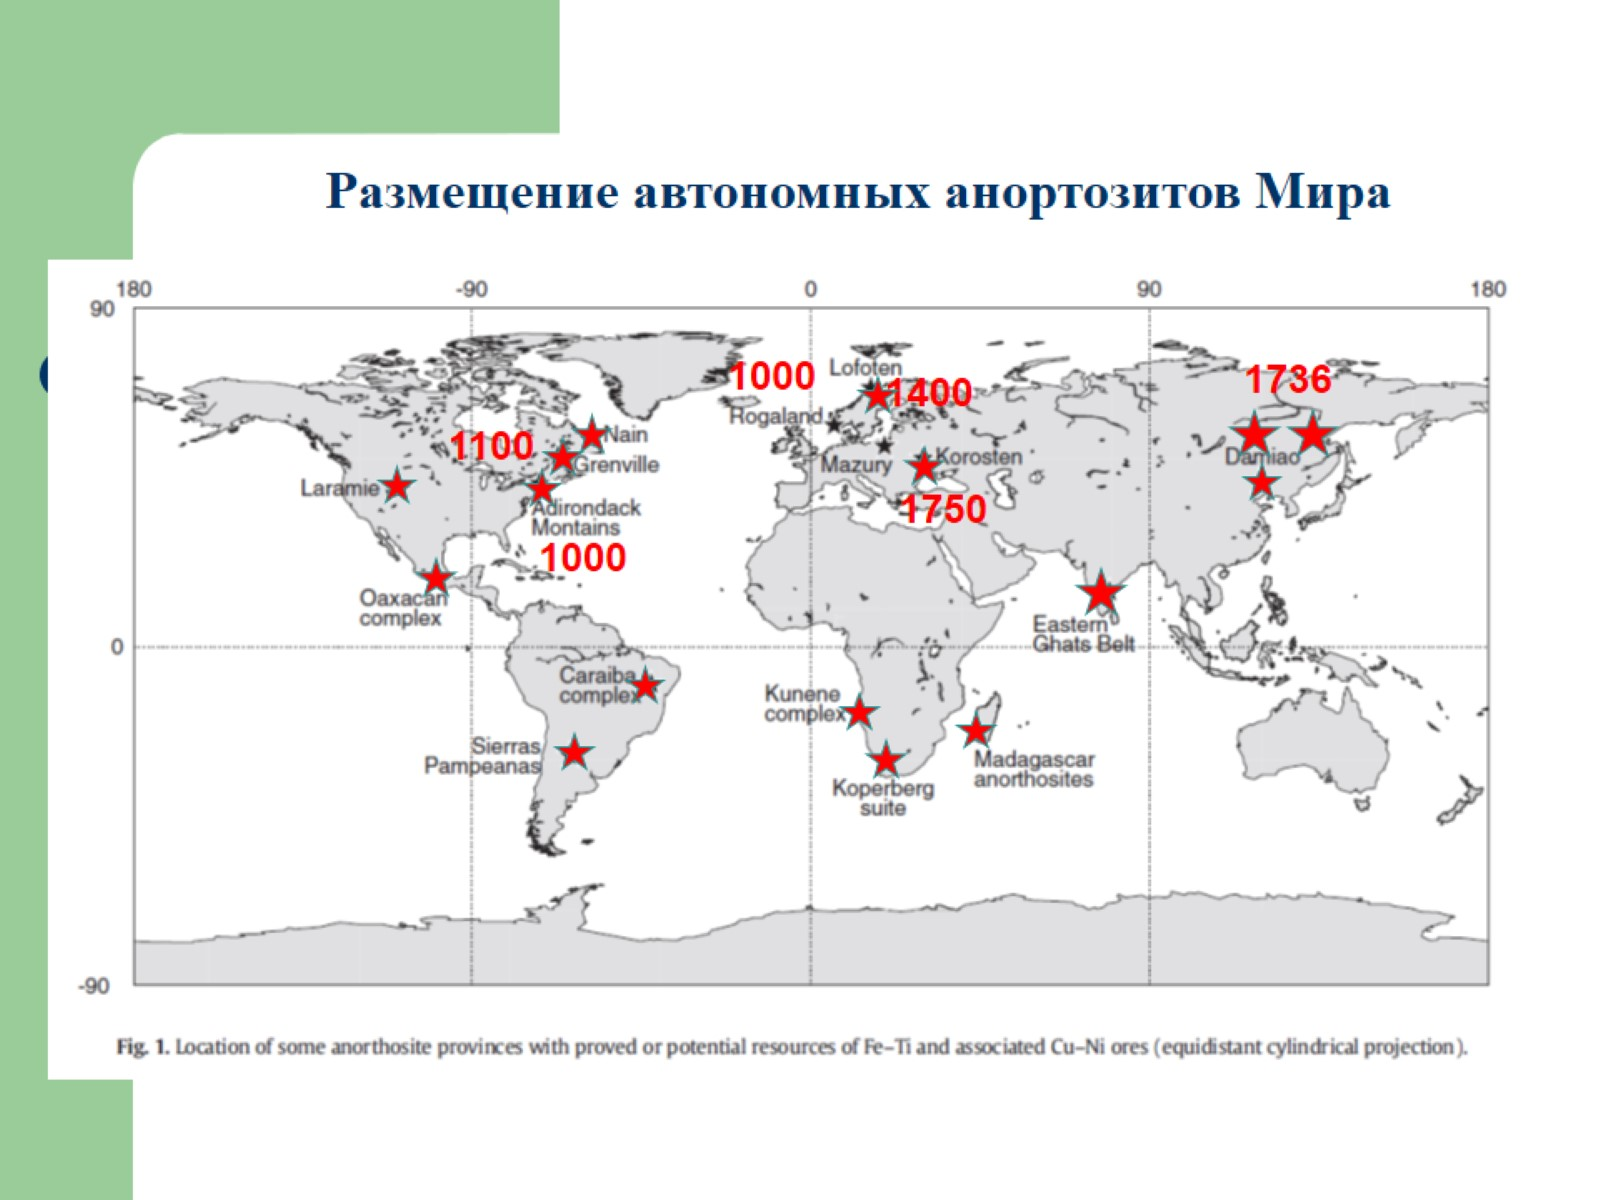 Размещение автономных анортозитов Мира
180 -90 0 90 180
90
1000
Lofoten
1400
1736
Rogaland
1100
Nain
Grenville
Mazury
Korosten
Damiao
Laramie
1750
Adirondack
Montains
1000
Oaxacan
complex
Eastern
Ghats Belt
0
Caraiba
complex
Kunene
complex
Sierras
Pampeanas
Madagascar
anorthosites
Koperberg
suite
-90
Fig. 1. Location of some anorthosite provinces with proved or potential resources of Fe–Ti and associated Cu–Ni ores (equidistant cylindrical projection).